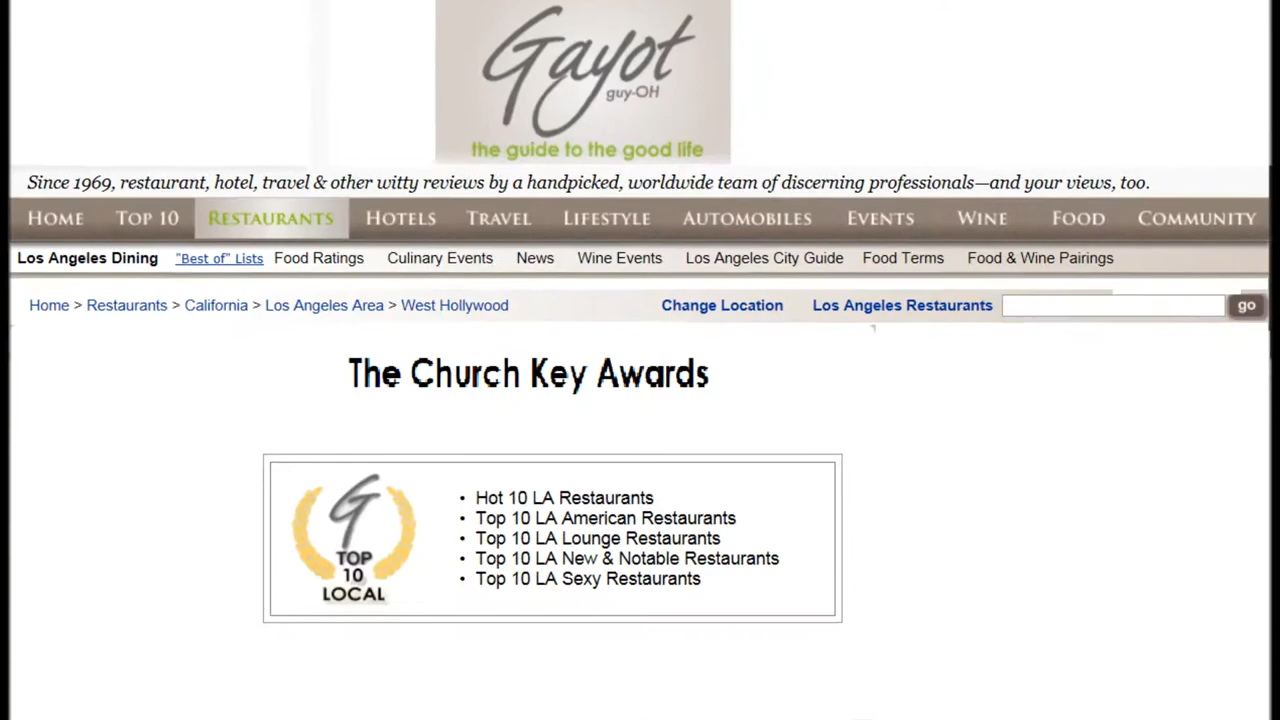 Gayot
guy-OH
the guide to the good life
Since 1969, restaurant, hotel, travel & other witty reviews by a handpicked, worldwide team of discerning professionals—and your views, too.
HOME TOP 10 RESTAURANTS HOTELS TRAVEL LIFESTYLE AUTOMOBILES EVENTS WINE FOOD COMMUNITY
Los Angeles Dining "Best of" Lists Food Ratings Culinary Events News Wine Events Los Angeles City Guide Food Terms Food & Wine Pairings
Home > Restaurants > California > Los Angeles Area > West Hollywood Change Location Los Angeles Restaurants go
The Church Key Awards
G
TOP
10
LOCAL
• Hot 10 LA Restaurants
• Top 10 LA American Restaurants
• Top 10 LA Lounge Restaurants
• Top 10 LA New & Notable Restaurants
• Top 10 LA Sexy Restaurants